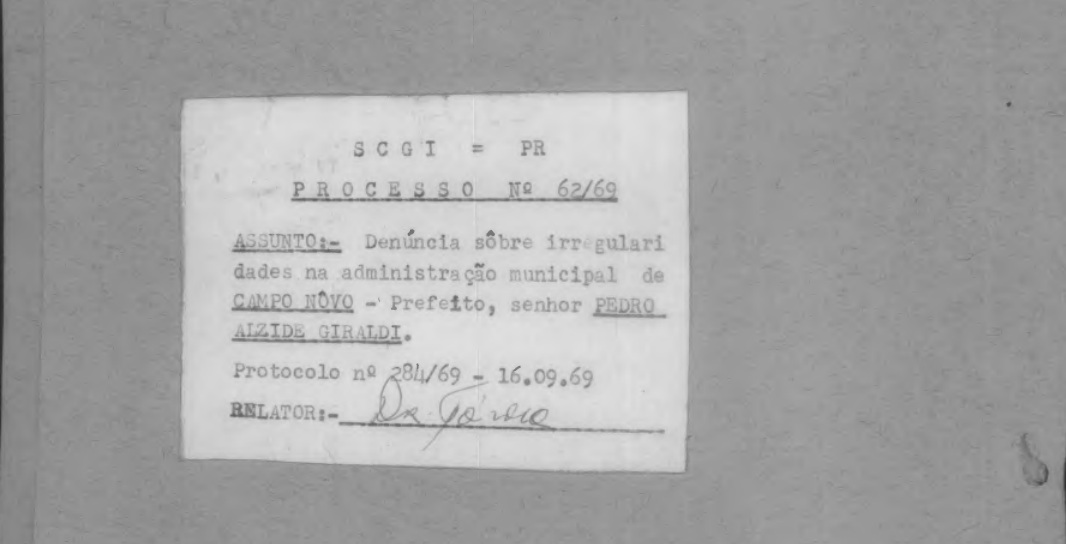 S C G I = PR
P R O C E S S O Nº 62/69
ASSUNTO:- Denúncia sôbre irregulari
dades na administração municipal de
CAMPO NÔVO - Prefeito, senhor PEDRO
ALZIDE GIRALDI.
Protocolo nº 284/69 - 16.09.69
RELATOR:- Dr.